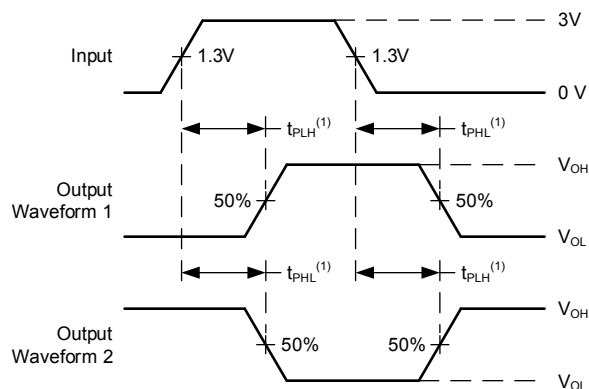 3V
Input
1.3V
1.3V
0 V
tPLH(1)
tPHL(1)
VOH
Output
Waveform 1
50%
50%
VOL
tPHL(1)
tPLH(1)
VOH
Output
Waveform 2
50%
50%
VOL